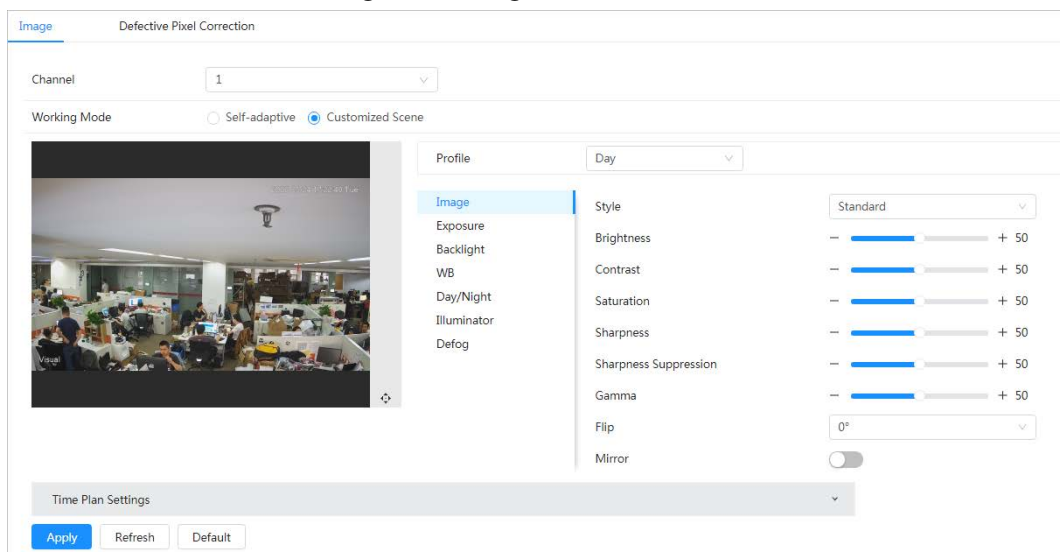 Image Defective Pixel Correction
Channel 1
Working Mode Self-adaptive Customized Scene
Profile Day
Image
Exposure
Backlight
WB
Day/Night
Illuminator
Defog
Visual
Style Standard
Brightness − + 50
Contrast − + 50
Saturation − + 50
Sharpness − + 50
Sharpness Suppression − + 50
Gamma − + 50
Flip 0°
Mirror
Time Plan Settings
Apply Refresh Default